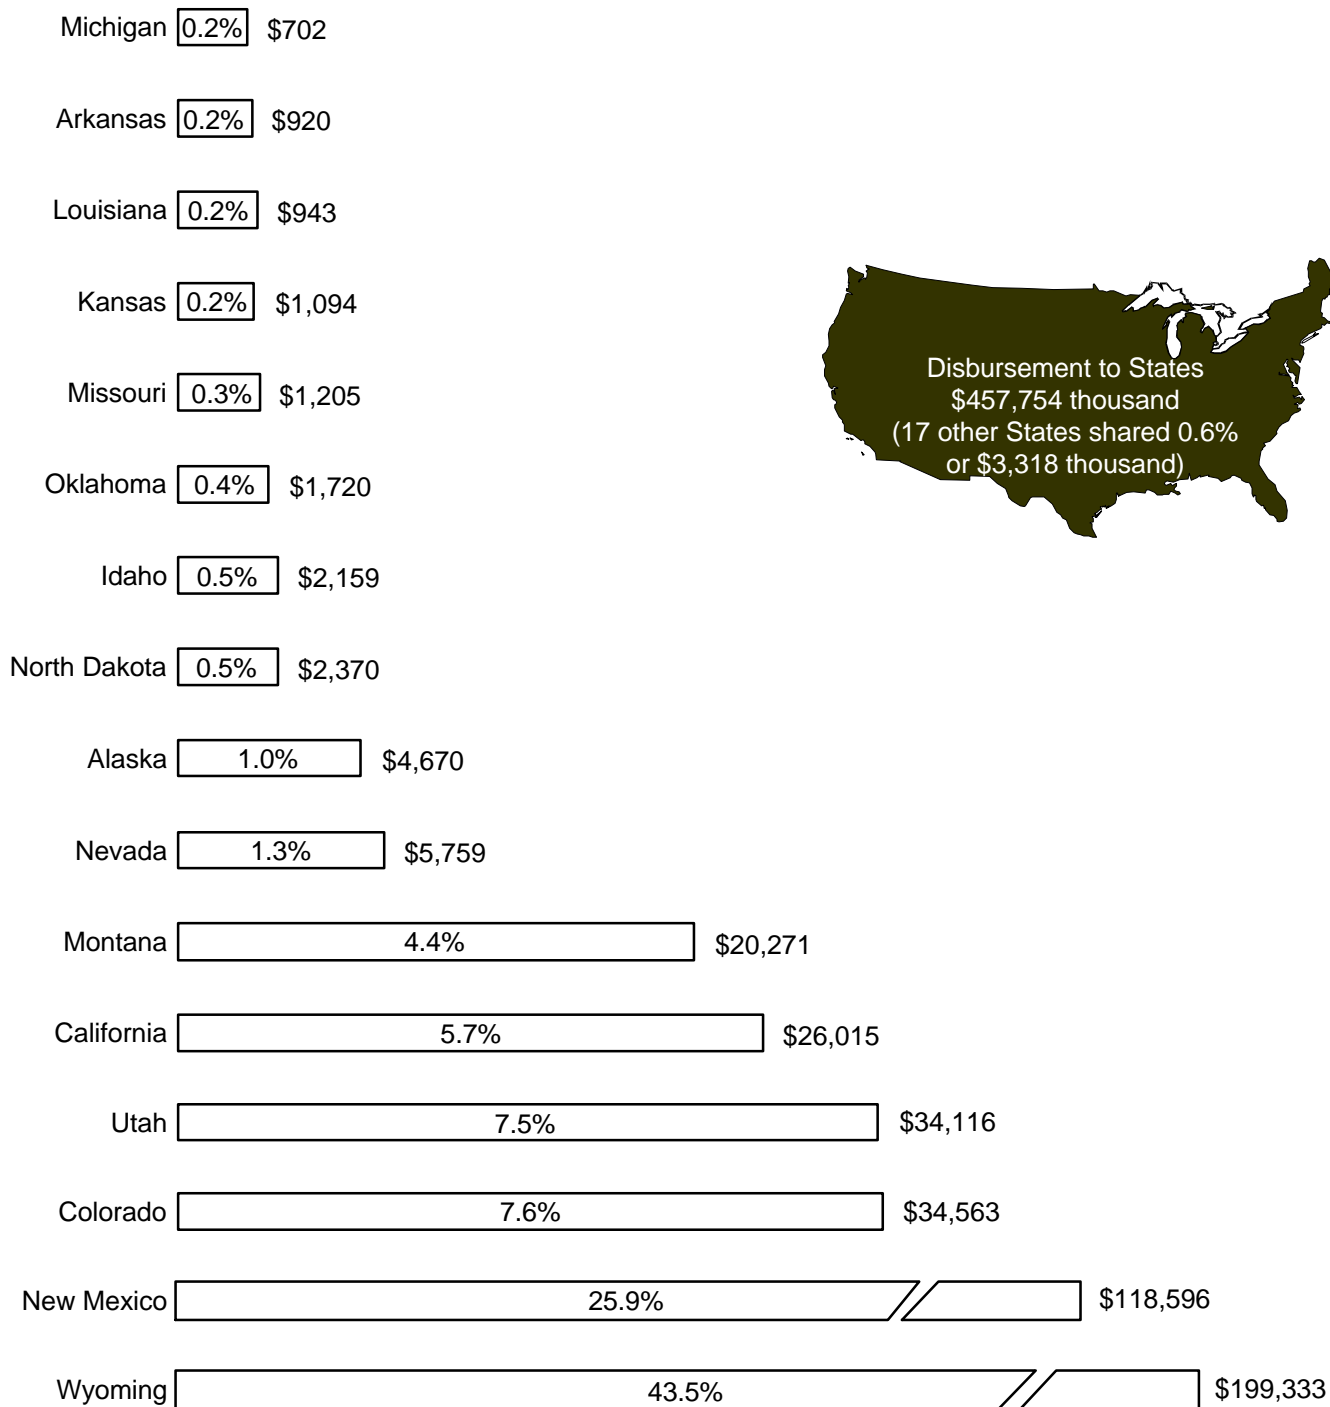 Michigan 0.2% $702
Arkansas 0.2% $920
Louisiana 0.2% $943
Kansas 0.2% $1,094
Missouri 0.3% $1,205
Oklahoma 0.4% $1,720
Idaho 0.5% $2,159
North Dakota 0.5% $2,370
Alaska 1.0% $4,670
Nevada 1.3% $5,759
Montana 4.4% $20,271
California 5.7% $26,015
Utah 7.5% $34,116
Colorado 7.6% $34,563
New Mexico 25.9% $118,596
Wyoming 43.5% $199,333
Disbursement to States
$457,754 thousand
(17 other States shared 0.6%
or $3,318 thousand)